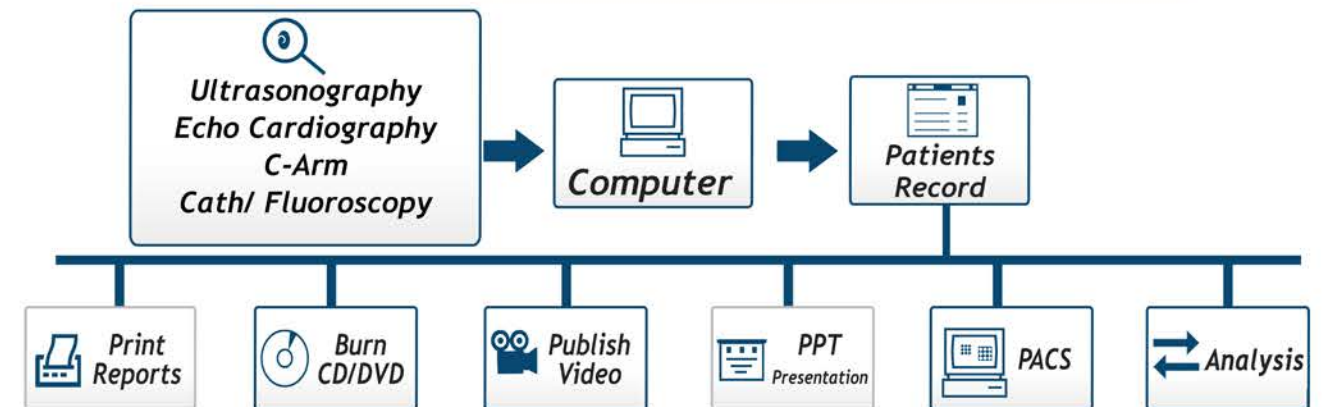 Ultrasonography
Echo Cardiography
C-Arm
Cath/ Fluoroscopy
Computer
Patients
Record
Print
Reports
Burn
CD/DVD
Publish
Video
PPT
Presentation
PACS
Analysis